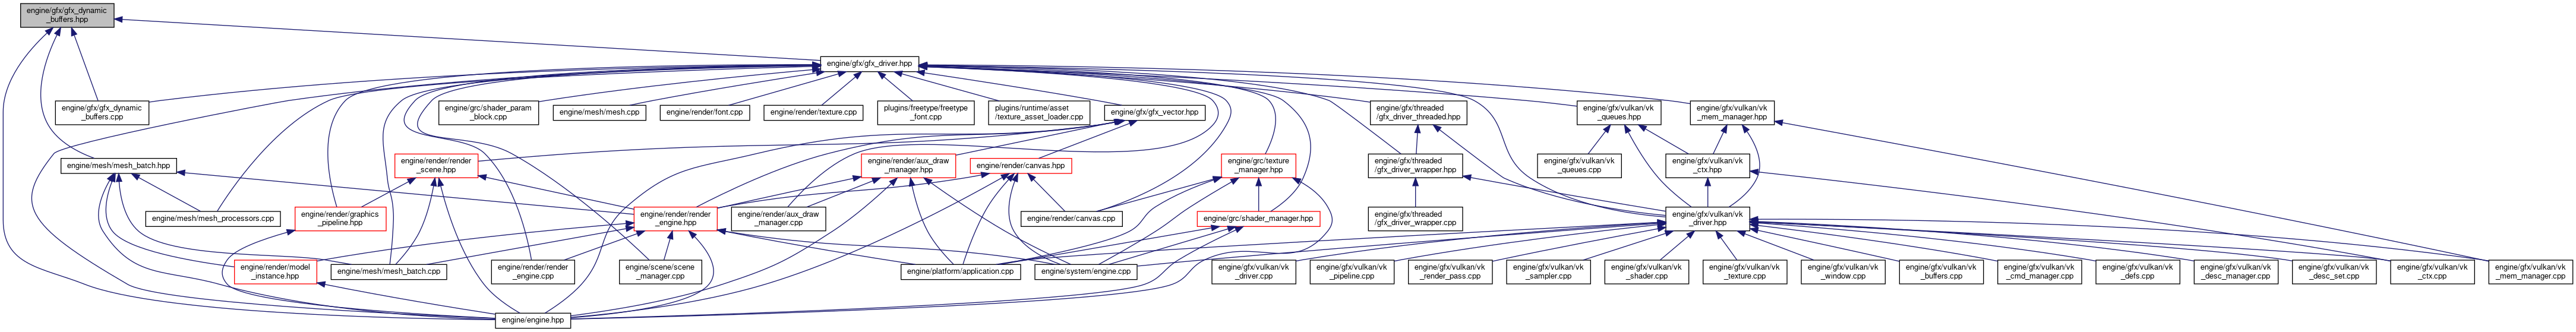 engine/gfx/gfx_dynamic
_buffers.hpp
engine/gfx/gfx_driver.hpp
engine/gfx/gfx_dynamic
_buffers.cpp
engine/grc/shader_param
_block.cpp
engine/mesh/mesh.cpp
engine/render/font.cpp
engine/render/texture.cpp
plugins/freetype/freetype
_font.cpp
plugins/runtime/asset
/texture_asset_loader.cpp
engine/gfx/gfx_vector.hpp
engine/gfx/threaded
/gfx_driver_threaded.hpp
engine/gfx/vulkan/vk
_queues.hpp
engine/gfx/vulkan/vk
_mem_manager.hpp
engine/mesh/mesh_batch.hpp
engine/render/render
_scene.hpp
engine/render/aux_draw
_manager.hpp
engine/render/canvas.hpp
engine/grc/texture
_manager.hpp
engine/gfx/threaded
/gfx_driver_wrapper.hpp
engine/gfx/vulkan/vk
_queues.cpp
engine/gfx/vulkan/vk
_ctx.hpp
engine/mesh/mesh_processors.cpp
engine/render/graphics
_pipeline.hpp
engine/render/render
_engine.hpp
engine/render/aux_draw
_manager.cpp
engine/render/canvas.cpp
engine/grc/shader_manager.hpp
engine/gfx/threaded
/gfx_driver_wrapper.cpp
engine/gfx/vulkan/vk
_driver.hpp
engine/render/model
_instance.hpp
engine/mesh/mesh_batch.cpp
engine/render/render
_engine.cpp
engine/scene/scene
_manager.cpp
engine/platform/application.cpp
engine/system/engine.cpp
engine/gfx/vulkan/vk
_driver.cpp
engine/gfx/vulkan/vk
_pipeline.cpp
engine/gfx/vulkan/vk
_render_pass.cpp
engine/gfx/vulkan/vk
_sampler.cpp
engine/gfx/vulkan/vk
_shader.cpp
engine/gfx/vulkan/vk
_texture.cpp
engine/gfx/vulkan/vk
_window.cpp
engine/gfx/vulkan/vk
_buffers.cpp
engine/gfx/vulkan/vk
_cmd_manager.cpp
engine/gfx/vulkan/vk
_defs.cpp
engine/gfx/vulkan/vk
_desc_manager.cpp
engine/gfx/vulkan/vk
_desc_set.cpp
engine/gfx/vulkan/vk
_ctx.cpp
engine/gfx/vulkan/vk
_mem_manager.cpp
engine/engine.hpp